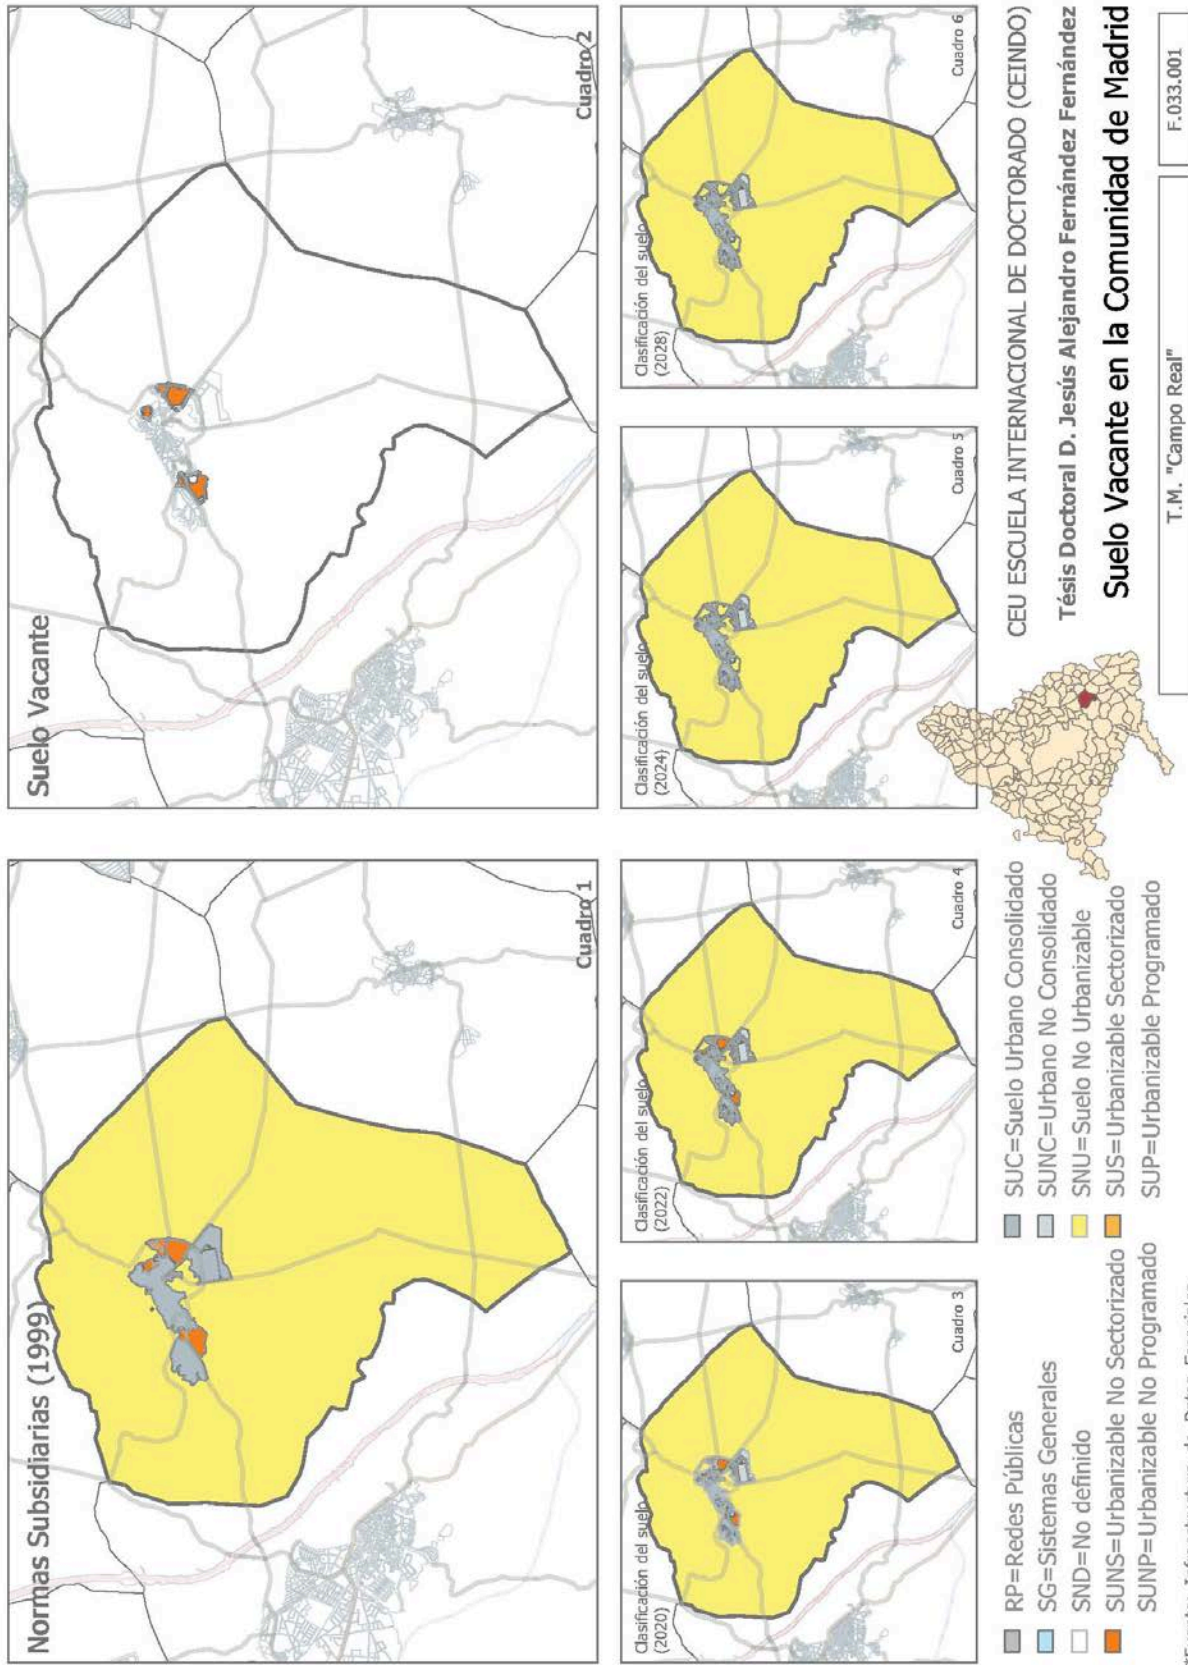 Normas Subsidiarias (1999)
Cuadro 1
Suelo Vacante
Cuadro 2
Clasificación del suelo
(2020)
Cuadro 3
Clasificación del suelo
(2022)
Cuadro 4
Clasificación del suelo
(2024)
Cuadro 5
Clasificación del suelo
(2028)
Cuadro 6
RP=Redes Públicas
SG=Sistemas Generales
SND=No definido
SUNS=Urbanizable No Sectorizado
SUNP=Urbanizable No Programado
SUC=Suelo Urbano Consolidado
SUNC=Urbano No Consolidado
SNU=Suelo No Urbanizable
SUS=Urbanizable Sectorizado
SUP=Urbanizable Programado
CEU ESCUELA INTERNACIONAL DE DOCTORADO (CEINDO)
Tésis Doctoral D. Jesús Alejandro Fernández Fernández
Suelo Vacante en la Comunidad de Madrid
T.M. "Campo Real"
F.033.001